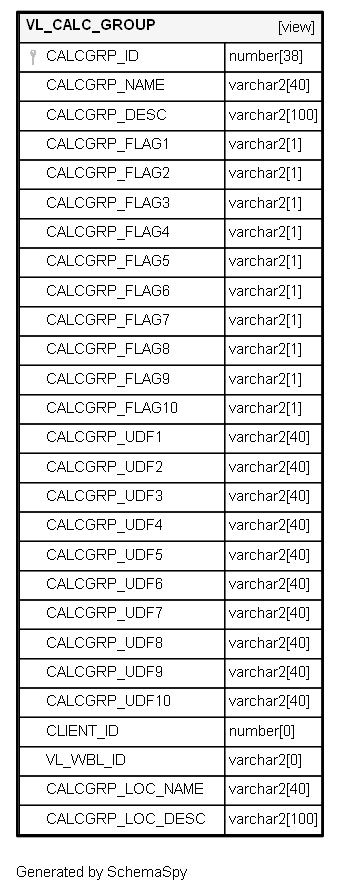 VL_CALC_GROUP [view]
CALCGRP_ID number[38]
CALCGRP_NAME varchar2[40]
CALCGRP_DESC varchar2[100]
CALCGRP_FLAG1 varchar2[1]
CALCGRP_FLAG2 varchar2[1]
CALCGRP_FLAG3 varchar2[1]
CALCGRP_FLAG4 varchar2[1]
CALCGRP_FLAG5 varchar2[1]
CALCGRP_FLAG6 varchar2[1]
CALCGRP_FLAG7 varchar2[1]
CALCGRP_FLAG8 varchar2[1]
CALCGRP_FLAG9 varchar2[1]
CALCGRP_FLAG10 varchar2[1]
CALCGRP_UDF1 varchar2[40]
CALCGRP_UDF2 varchar2[40]
CALCGRP_UDF3 varchar2[40]
CALCGRP_UDF4 varchar2[40]
CALCGRP_UDF5 varchar2[40]
CALCGRP_UDF6 varchar2[40]
CALCGRP_UDF7 varchar2[40]
CALCGRP_UDF8 varchar2[40]
CALCGRP_UDF9 varchar2[40]
CALCGRP_UDF10 varchar2[40]
CLIENT_ID number[0]
VL_WBL_ID varchar2[0]
CALCGRP_LOC_NAME varchar2[40]
CALCGRP_LOC_DESC varchar2[100]
Generated by SchemaSpy